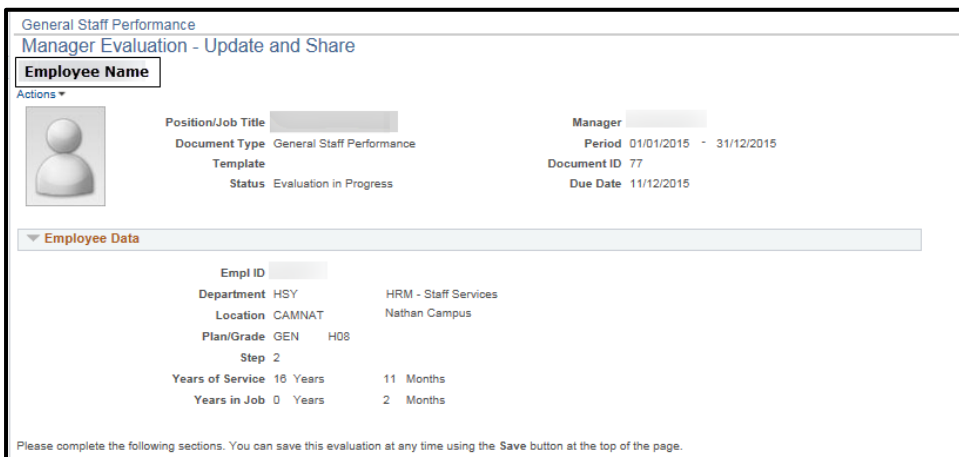 General Staff Performance
Manager Evaluation - Update and Share
Employee Name
Actions
Position/Job Title Manager
Document Type General Staff Performance Period 01/01/2015 - 31/12/2015
Template Document ID 77
Status Evaluation in Progress Due Date 11/12/2015
Employee Data
Empl ID
Department HSY HRM - Staff Services
Location CAMNAT Nathan Campus
Plan/Grade GEN H08
Step 2
Years of Service 16 Years 11 Months
Years in Job 0 Years 2 Months
Please complete the following sections. You can save this evaluation at any time using the Save button at the top of the page.